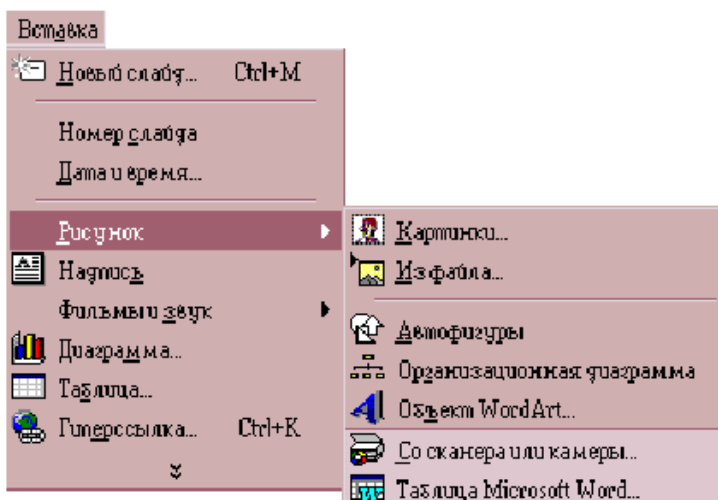 Вставка
Новый слайд... Ctrl+M
Номер слайда
Дата и время...
Рисунок
Надпись
Фильмы и звук
Диаграмма...
Таблица...
Гиперссылка... Ctrl+K
Картинки...
Из файла...
Автофигуры
Организационная диаграмма
Объект WordArt...
Со сканера или камеры...
Таблица Microsoft Word...